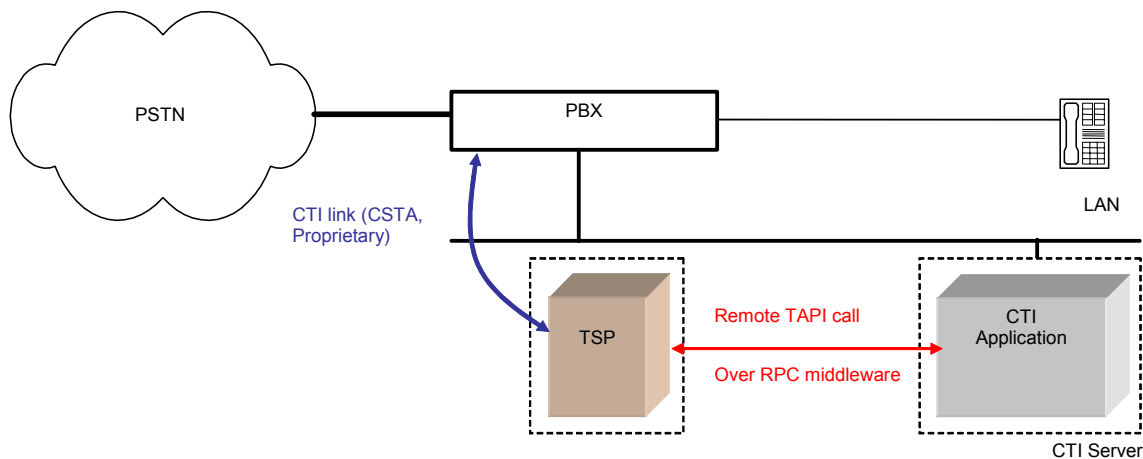 PSTN
PBX
CTI link (CSTA,
Proprietary)
LAN
TSP
Remote TAPI call
Over RPC middleware
CTI
Application
CTI Server